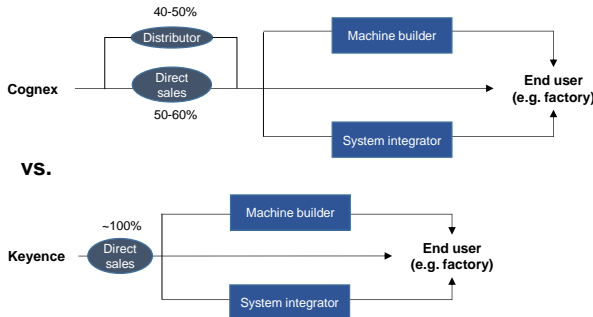 40-50%
Distributor
Machine builder
Cognex
Direct
sales
End user
(e.g. factory)
50-60%
System integrator
vs.
~100%
Machine builder
Keyence
Direct
sales
End user
(e.g. factory)
System integrator